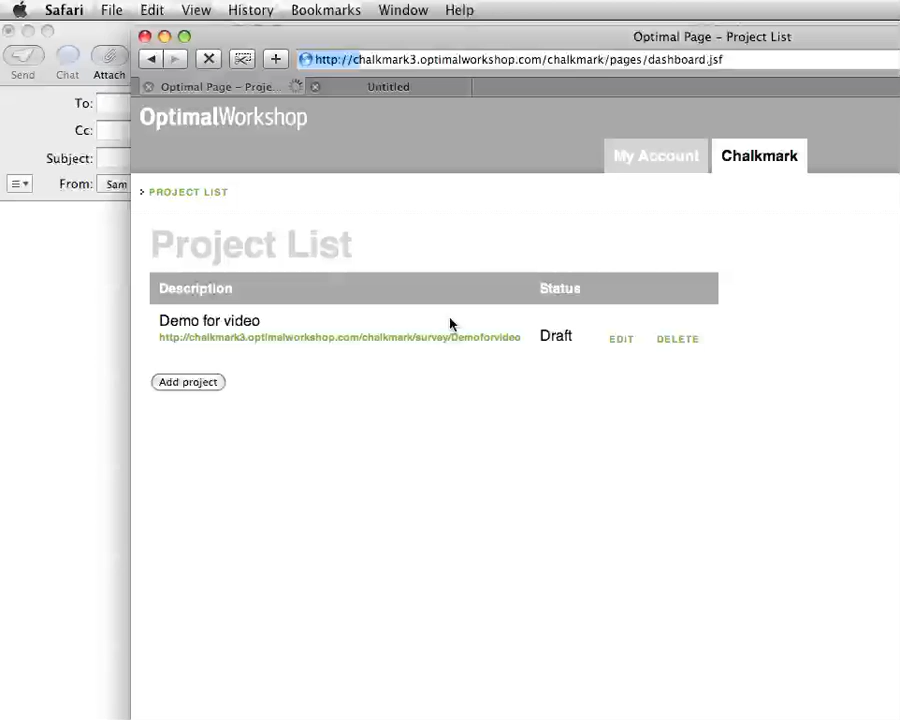 Safari File Edit View History Bookmarks Window Help
Optimal Page – Project List
Send Chat Attach
http://chalkmark3.optimalworkshop.com/chalkmark/pages/dashboard.jsf
Optimal Page – Proje... Untitled
To:
OptimalWorkshop
Cc:
Subject:
My Account Chalkmark
From: Sam
PROJECT LIST
Project List
Description Status
Demo for video
http://chalkmark3.optimalworkshop.com/chalkmark/survey/Demoforvideo
Draft EDIT DELETE
Add project